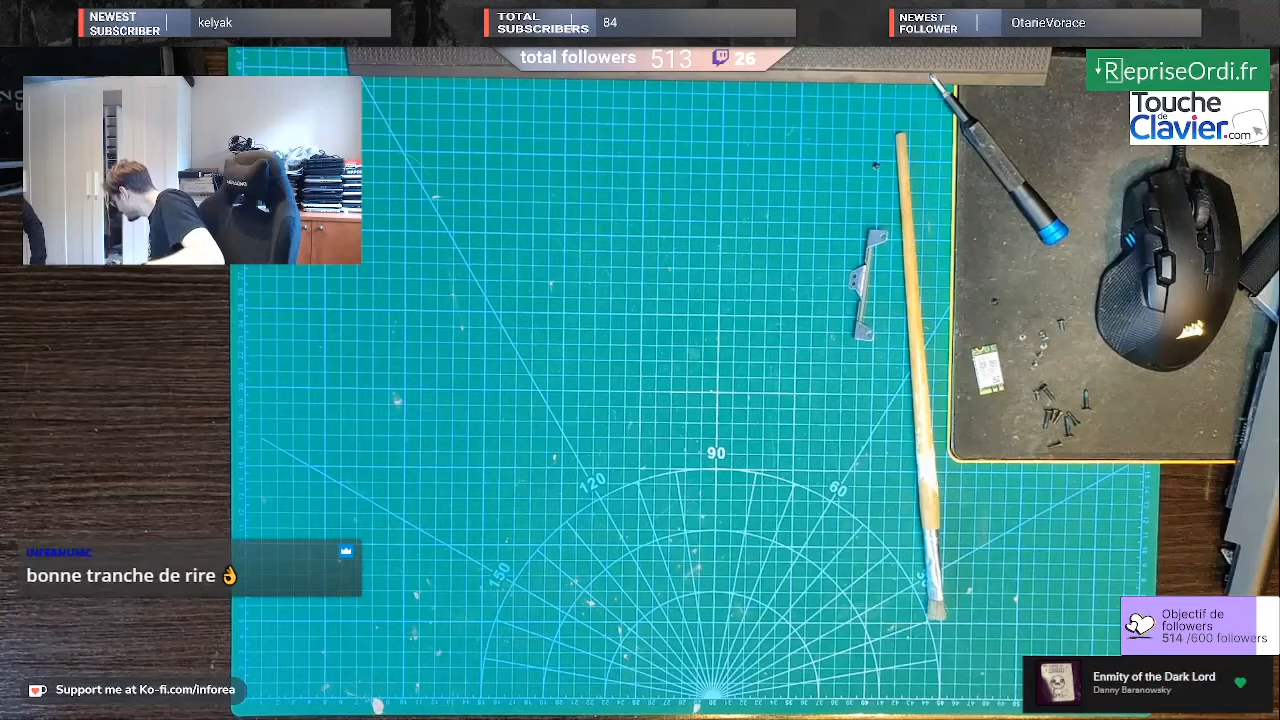 NEWEST
SUBSCRIBER
kelyak
TOTAL
SUBSCRIBERS
84
NEWEST
FOLLOWER
OtarieVorace
total followers 513 26
RepriseOrdi.fr
Touche
de
Clavier.com
90
120
60
150
INFERNUMC
bonne tranche de rire 👌
Objectif de
followers
514 /600 followers
Support me at Ko-fi.com/inforea
Enmity of the Dark Lord
Danny Baranowsky